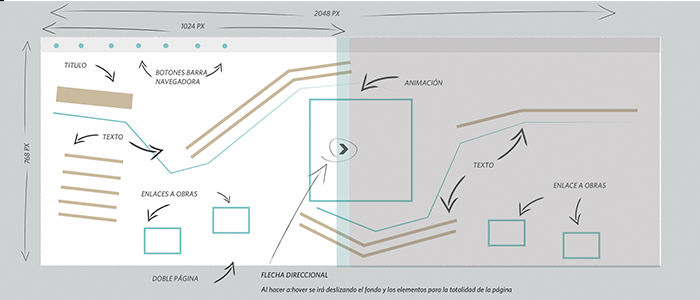 2048 PX
1024 PX
768 PX
TITULO
BOTONES BARRA
NAVEGADORA
ANIMACIÓN
TEXTO
TEXTO
ENLACES A OBRAS
ENLACE A OBRAS
DOBLE PÁGINA
FLECHA DIRECCIONAL
Al hacer a:hover se irá deslizando el fondo y los elementos para la totalidad de la página